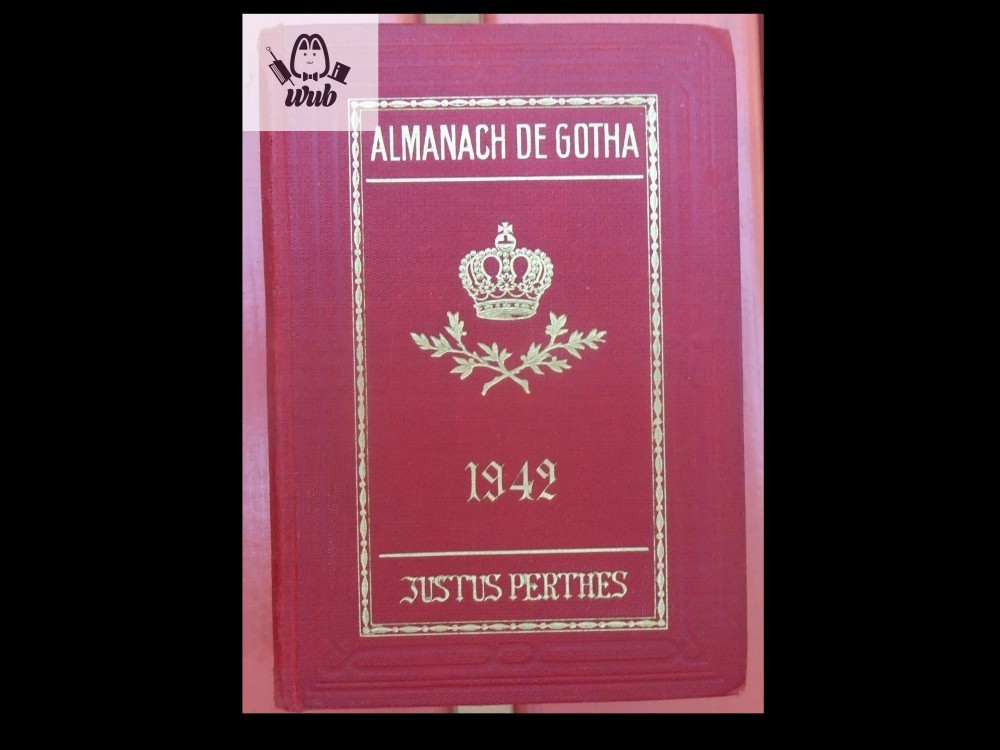 wub
ALMANACH DE GOTHA
1942
JUSTUS PERTHES